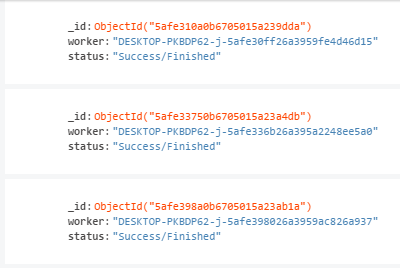 _id: ObjectId("5afe310a0b6705015a239dda")
worker: "DESKTOP-PKBDP62-j-5afe30ff26a3959fe4d46d15"
status: "Success/Finished"
_id: ObjectId("5afe33750b6705015a23a4db")
worker: "DESKTOP-PKBDP62-j-5afe336b26a395a2248ee5a0"
status: "Success/Finished"
_id: ObjectId("5afe398a0b6705015a23ab1a")
worker: "DESKTOP-PKBDP62-j-5afe398026a3959ac826a937"
status: "Success/Finished"